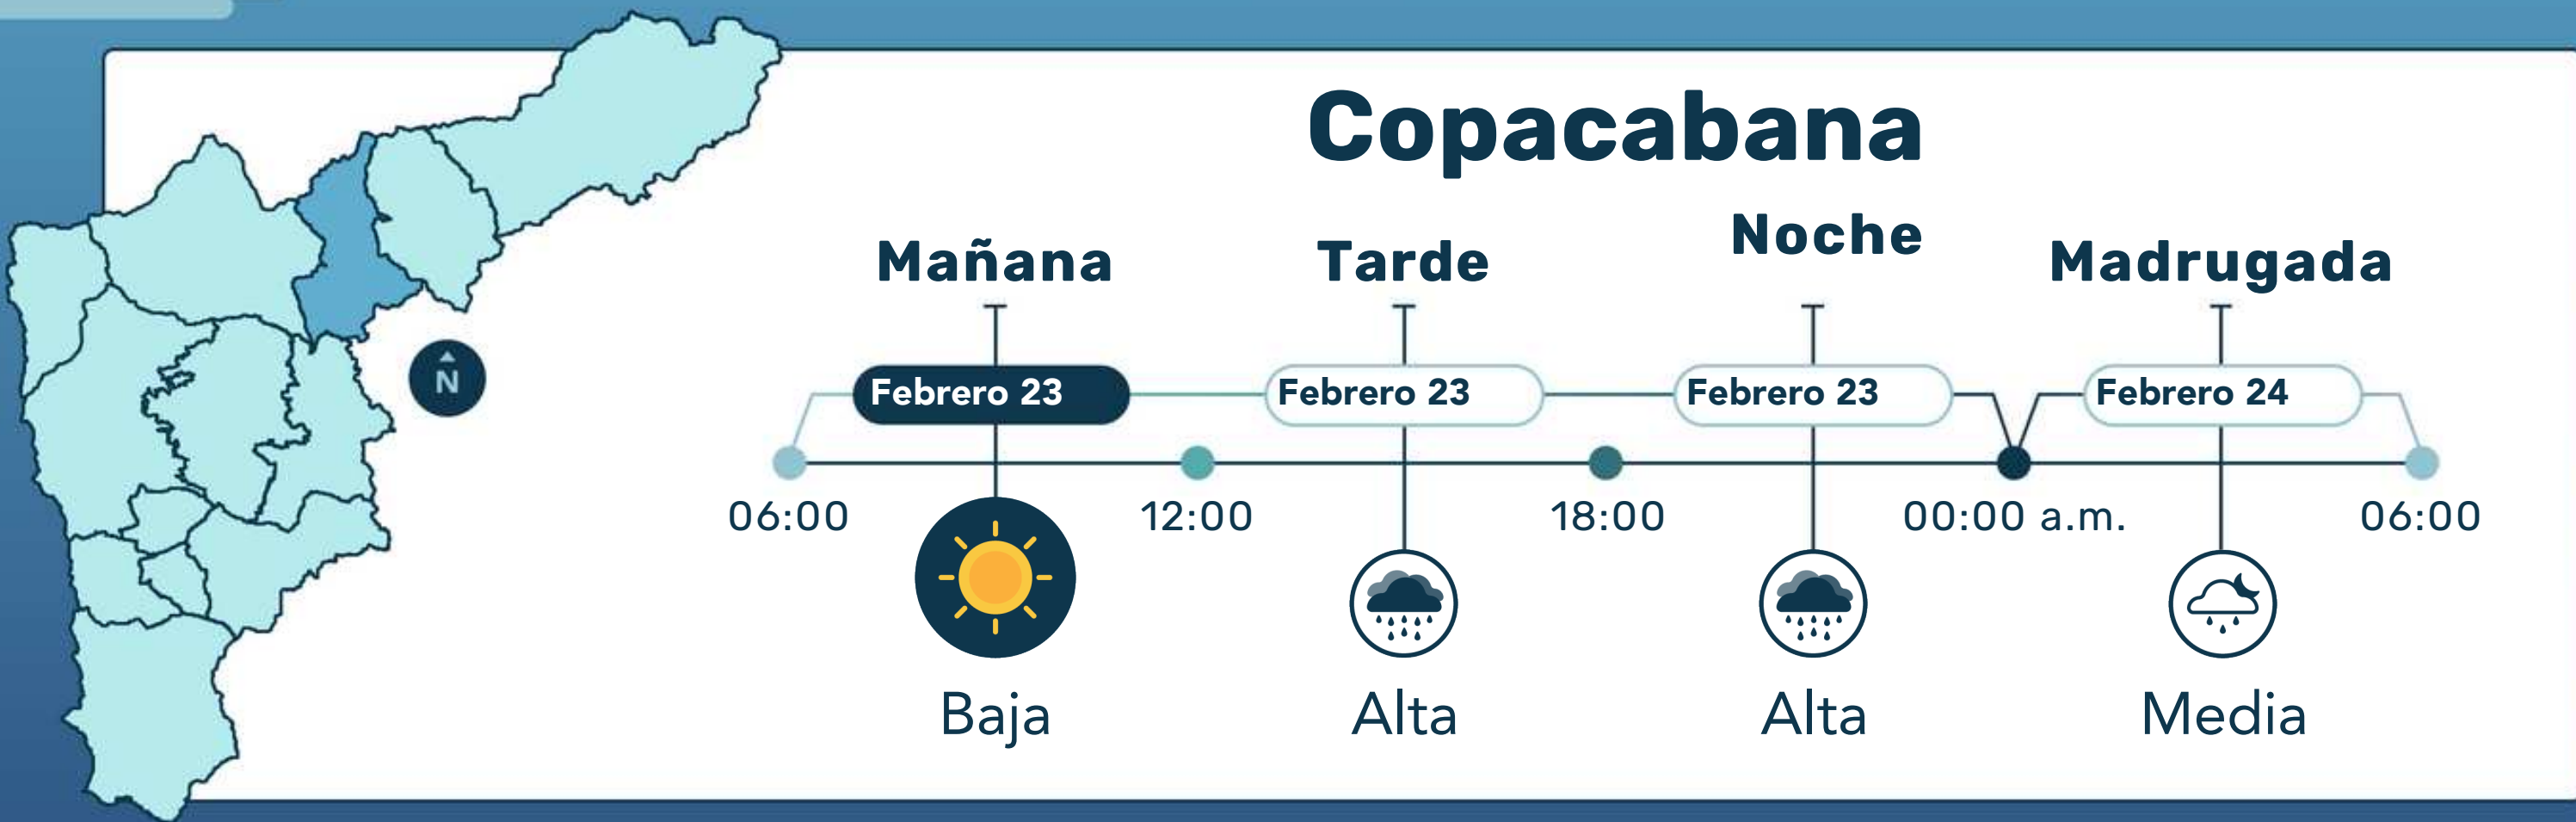 Copacabana
Mañana
Tarde
Noche
Madrugada
Febrero 23
Febrero 23
Febrero 23
Febrero 24
N
06:00
12:00
18:00
00:00 a.m.
06:00
Baja
Alta
Alta
Media